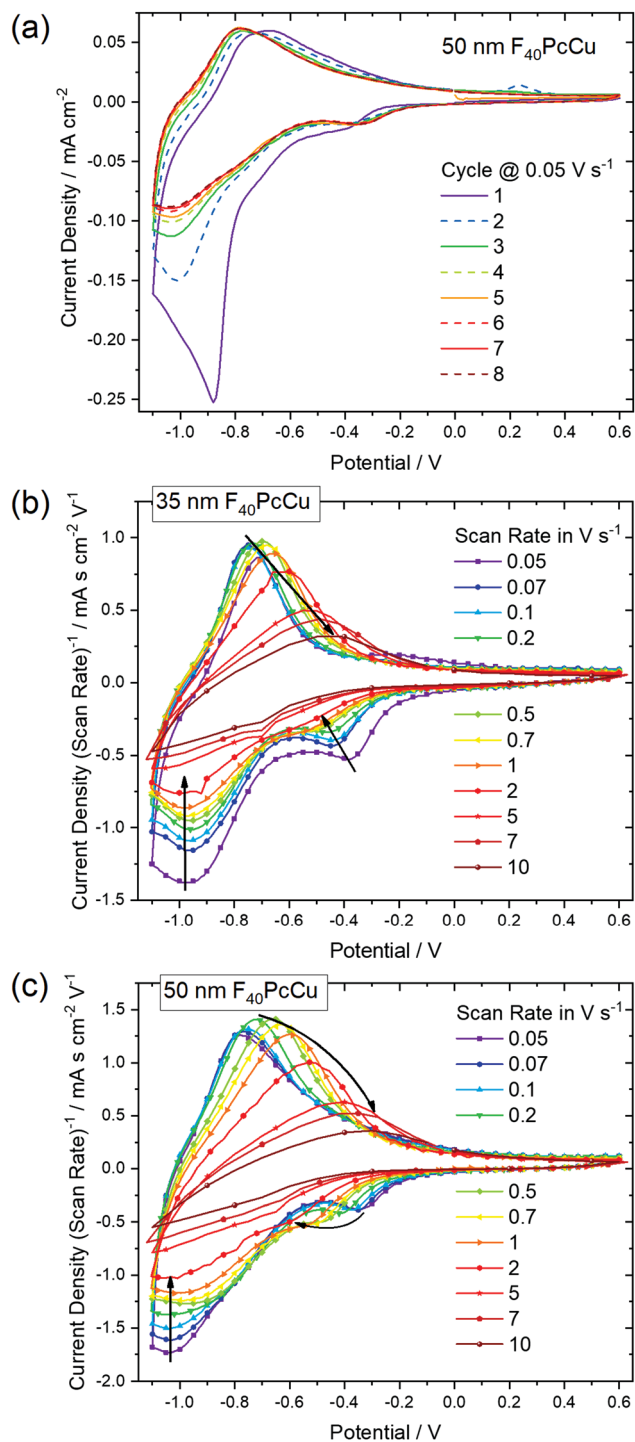 (a)
50 nm F₄₀PcCu
Current Density / mA cm⁻²
0.05
0.00
-0.05
-0.10
-0.15
-0.20
-0.25
Cycle @ 0.05 V s⁻¹
1
2
3
4
5
6
7
8
-1.0 -0.8 -0.6 -0.4 -0.2 0.0 0.2 0.4 0.6
Potential / V
(b)
35 nm F₄₀PcCu
Current Density (Scan Rate)⁻¹ / mA s cm⁻² V⁻¹
1.0
0.5
0.0
-0.5
-1.0
-1.5
Scan Rate in V s⁻¹
0.05
0.07
0.1
0.2
0.5
0.7
1
2
5
7
10
-1.0 -0.8 -0.6 -0.4 -0.2 0.0 0.2 0.4 0.6
Potential / V
(c)
50 nm F₄₀PcCu
Current Density (Scan Rate)⁻¹ / mA s cm⁻² V⁻¹
1.5
1.0
0.5
0.0
-0.5
-1.0
-1.5
-2.0
Scan Rate in V s⁻¹
0.05
0.07
0.1
0.2
0.5
0.7
1
2
5
7
10
-1.0 -0.8 -0.6 -0.4 -0.2 0.0 0.2 0.4 0.6
Potential / V